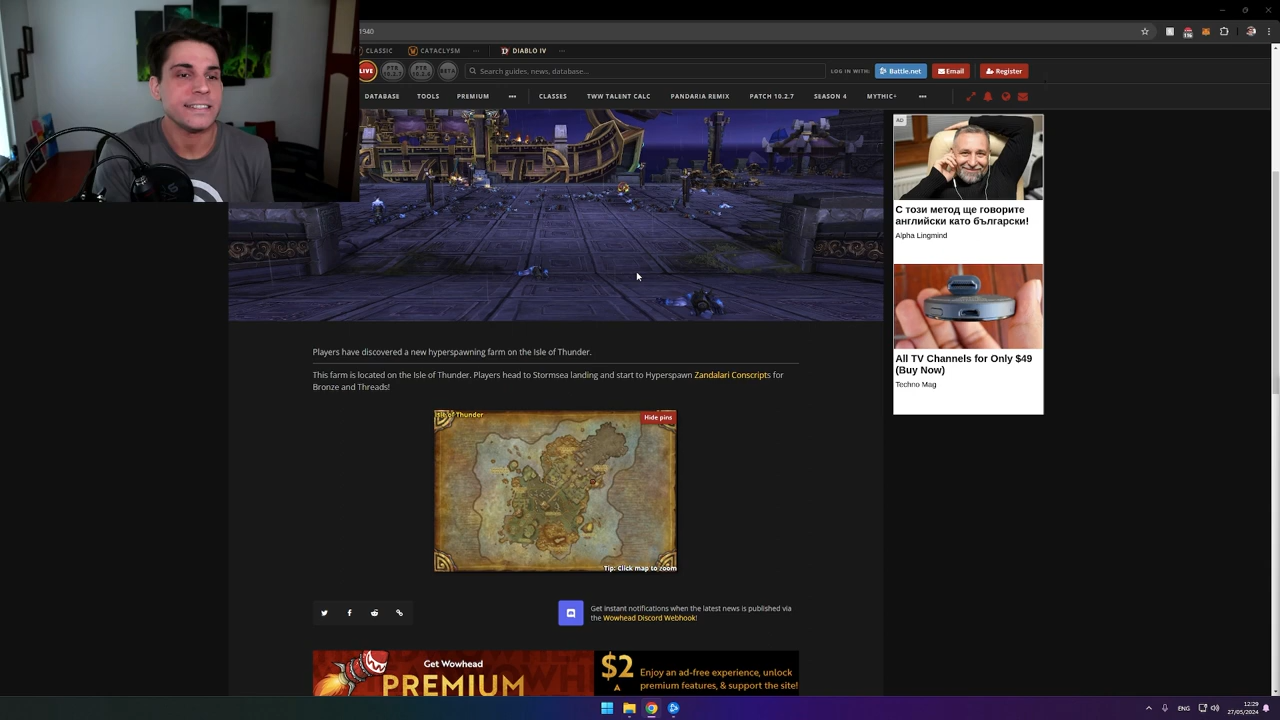 1940
CLASSIC
CATACLYSM
DIABLO IV
LIVE
PTR
PTR
BETA
Search guides, news, database...
LOG IN WITH:
Battle.net
Email
Register
DATABASE
TOOLS
PREMIUM
CLASSES
TWW TALENT CALC
PANDARIA REMIX
PATCH 10.2.7
SEASON 4
MYTHIC+
AD
С този метод ще говорите
английски като български!
Alpha Lingmind
All TV Channels for Only $49
(Buy Now)
Techno Mag
Players have discovered a new hyperspawning farm on the Isle of Thunder.
This farm is located on the Isle of Thunder. Players head to Stormsea landing and start to Hyperspawn Zandalari Conscripts for
Bronze and Threads!
Isle of Thunder
Hide pins
Tip: Click map to zoom
Get instant notifications when the latest news is published via
the Wowhead Discord Webhook!
Get Wowhead
PREMIUM
$2
A
Enjoy an ad-free experience, unlock
premium features, & support the site!
ENG
12:29
27/05/2024